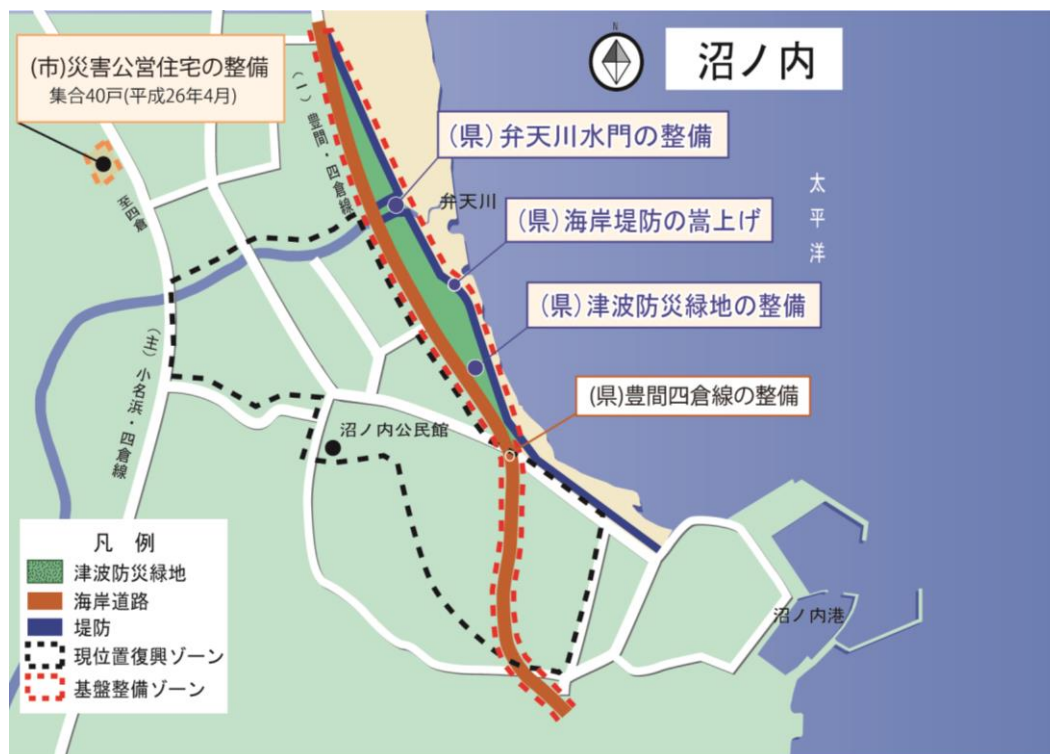 沼ノ内
N
(市)災害公営住宅の整備
集合40戸(平成26年4月)
(一)豊間・四倉線
(県)弁天川水門の整備
弁天川
太平洋
(県)海岸堤防の嵩上げ
至四倉
(県)津波防災緑地の整備
(主)小名浜・四倉線
(県)豊間四倉線の整備
沼ノ内公民館
沼ノ内港
凡 例
津波防災緑地
海岸道路
堤防
現位置復興ゾーン
基盤整備ゾーン